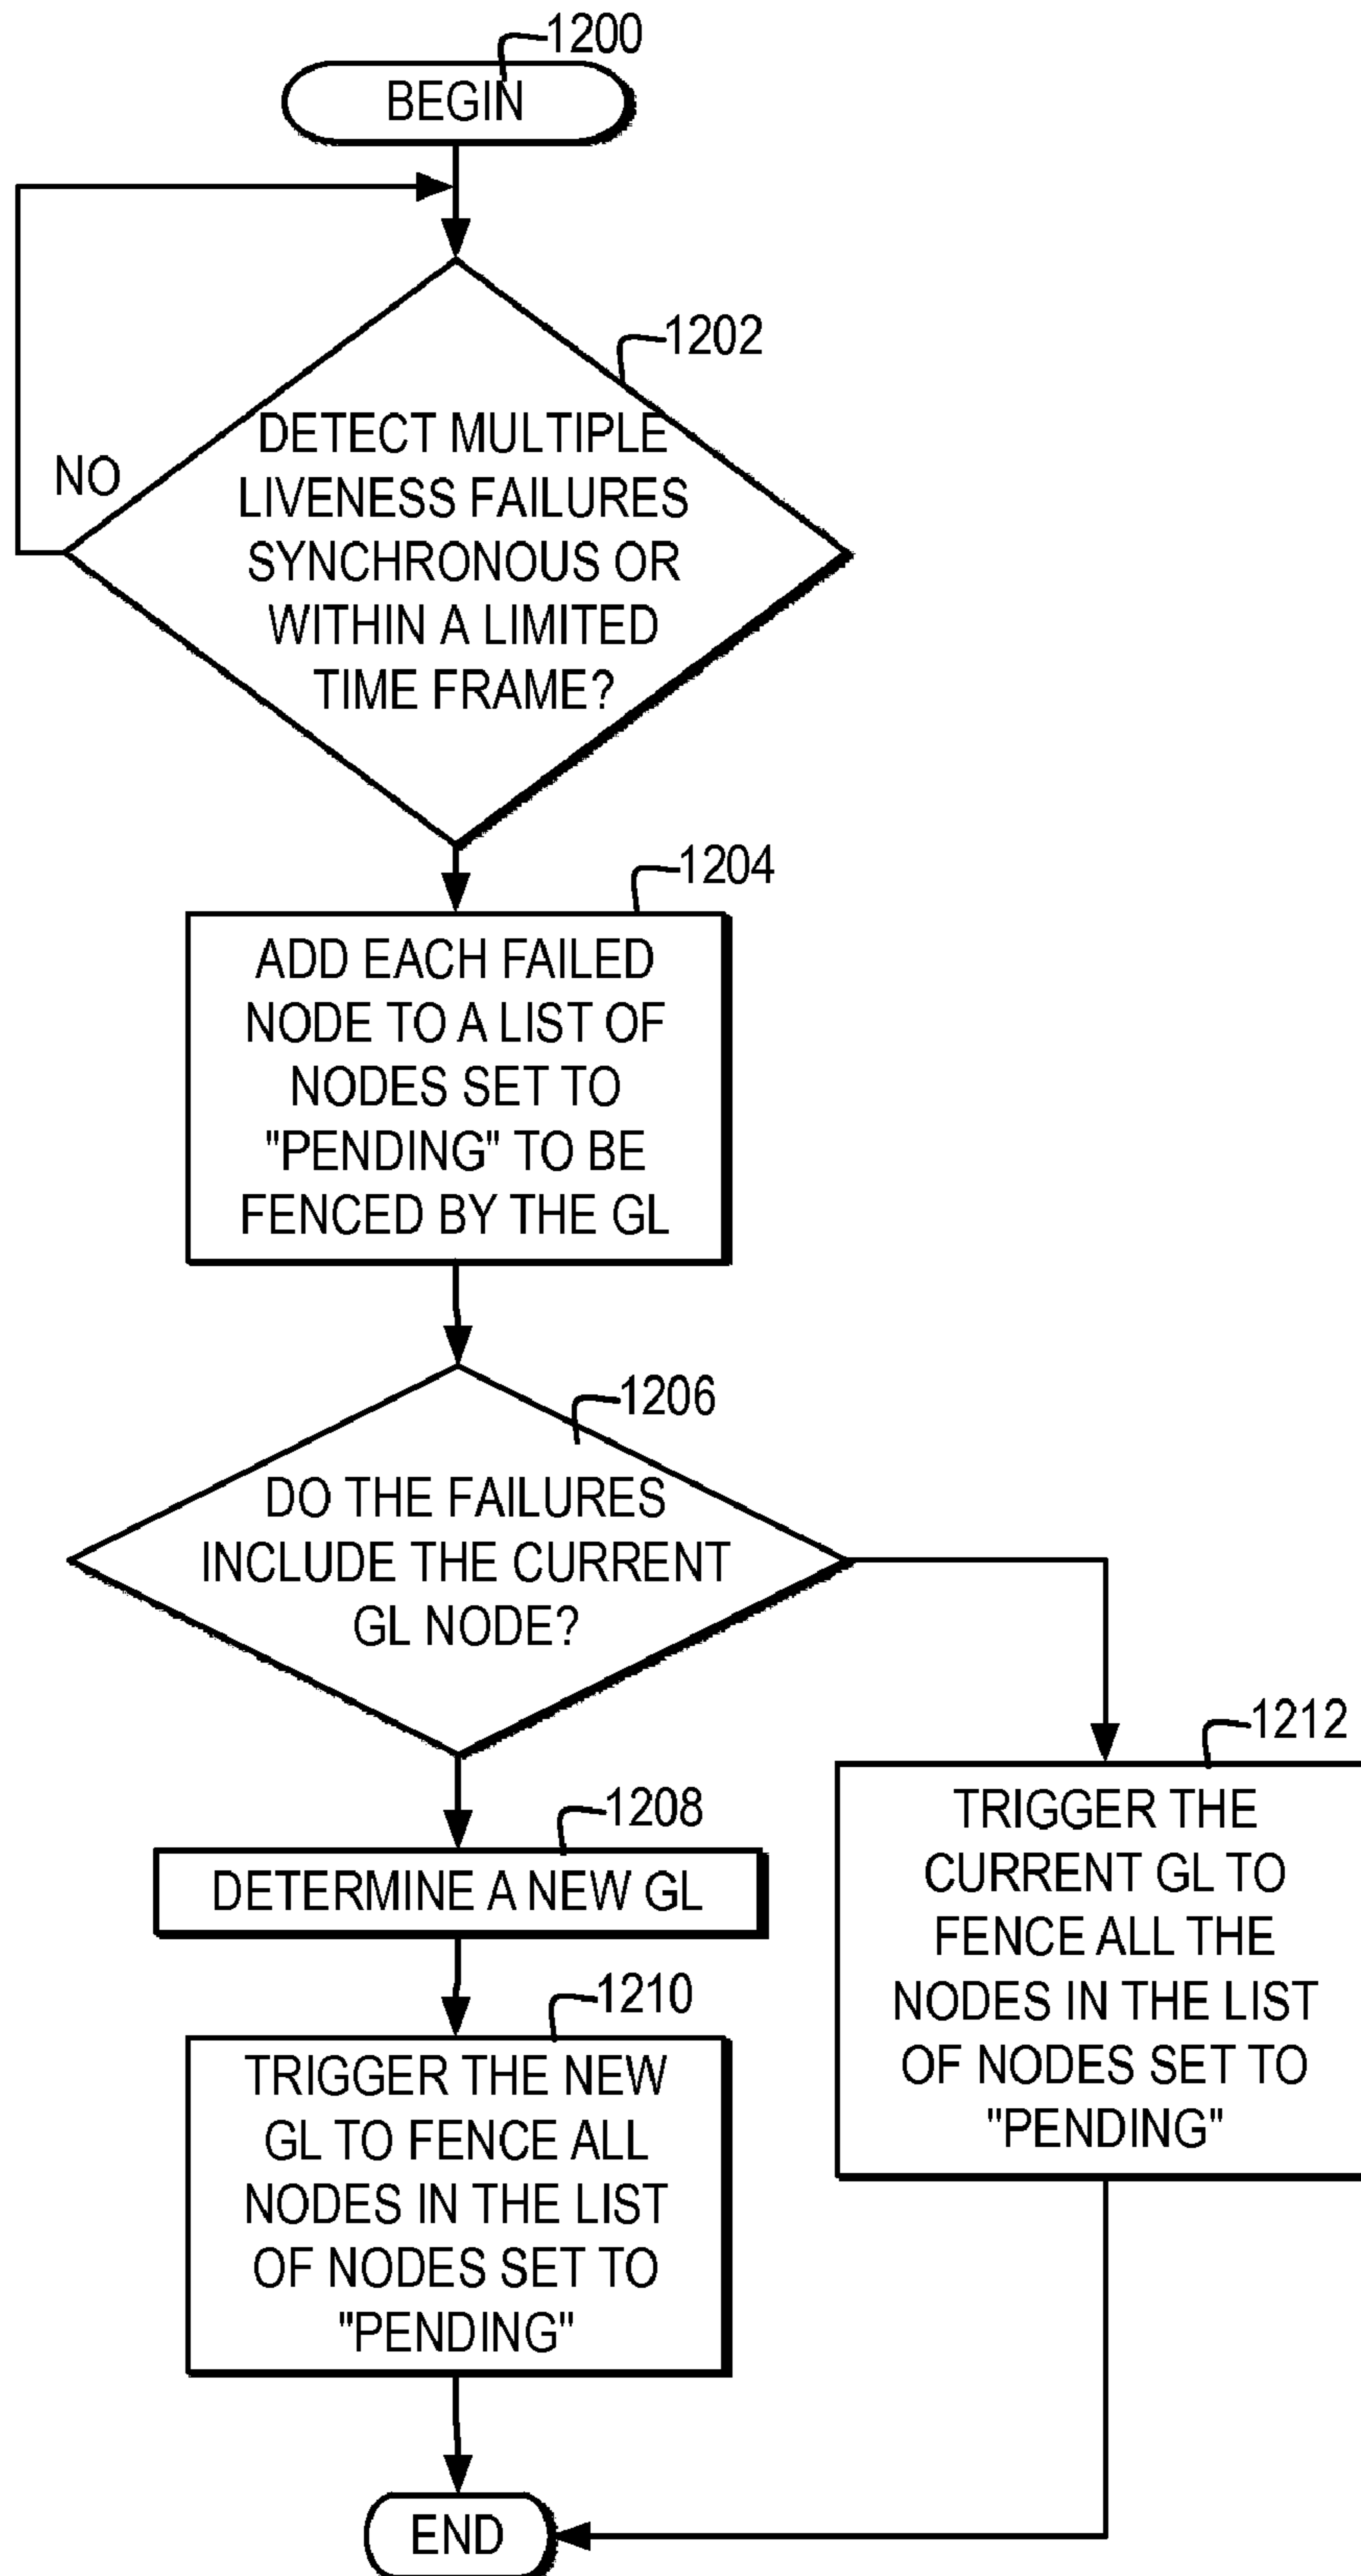 1200
BEGIN
1202
DETECT MULTIPLE
LIVENESS FAILURES
SYNCHRONOUS OR
WITHIN A LIMITED
TIME FRAME?
NO
1204
ADD EACH FAILED
NODE TO A LIST OF
NODES SET TO
"PENDING" TO BE
FENCED BY THE GL
1206
DO THE FAILURES
INCLUDE THE CURRENT
GL NODE?
1208
DETERMINE A NEW GL
1210
TRIGGER THE NEW
GL TO FENCE ALL
NODES IN THE LIST
OF NODES SET TO
"PENDING"
1212
TRIGGER THE
CURRENT GL TO
FENCE ALL THE
NODES IN THE LIST
OF NODES SET TO
"PENDING"
END